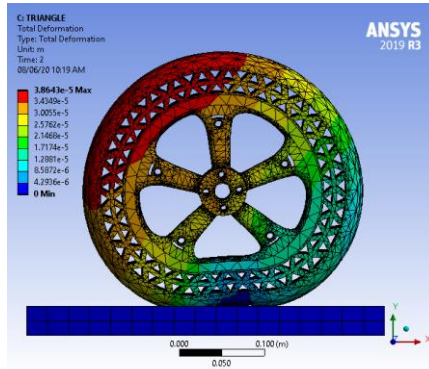 C: TRIANGLE
Total Deformation
Type: Total Deformation
Unit: m
Time: 2
08/06/20 10:19 AM
3.8643e-5 Max
3.4349e-5
3.0055e-5
2.5762e-5
2.1468e-5
1.7174e-5
1.2881e-5
8.5872e-6
4.2936e-6
0 Min
ANSYS
2019 R3
0.000
0.100 (m)
0.050
Y
Z
X